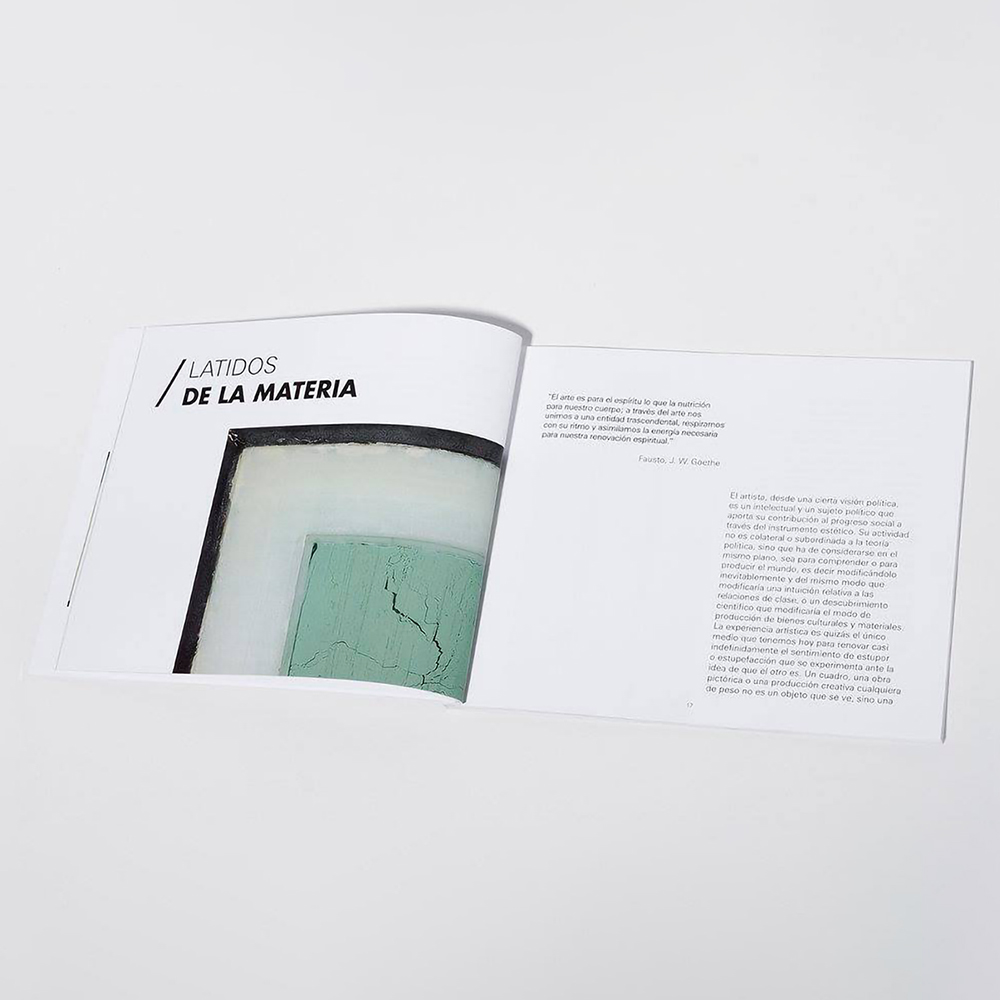 LATIDOS
DE LA MATERIA
"El arte es para el espíritu lo que la nutrición
para nuestro cuerpo; a través del arte nos
unimos a una entidad trascendental, respiramos
con su ritmo y asimilamos la energía necesaria
para nuestra renovación espiritual."
Fausto, J. W. Goethe
El artista, desde una cierta visión política,
es un intelectual y un sujeto político que
aporta su contribución al progreso social a
través del instrumento estético. Su actividad
no es colateral o subordinada a la teoría
política, sino que ha de considerarse en el
mismo plano, sea para comprender o para
producir el mundo, es decir modificándolo
inevitablemente y del mismo modo que
modificaría una intuición relativa a las
relaciones de clase, o un descubrimiento
científico que modificaría el modo de
producción de bienes culturales y materiales.
La experiencia artística es quizás el único
medio que tenemos hoy para renovar casi
indefinidamente el sentimiento de estupor
o estupefacción que se experimenta ante la
idea de que el otro es. Un cuadro, una obra
pictórica o una producción creativa cualquiera
de peso no es un objeto que se ve, sino una
17